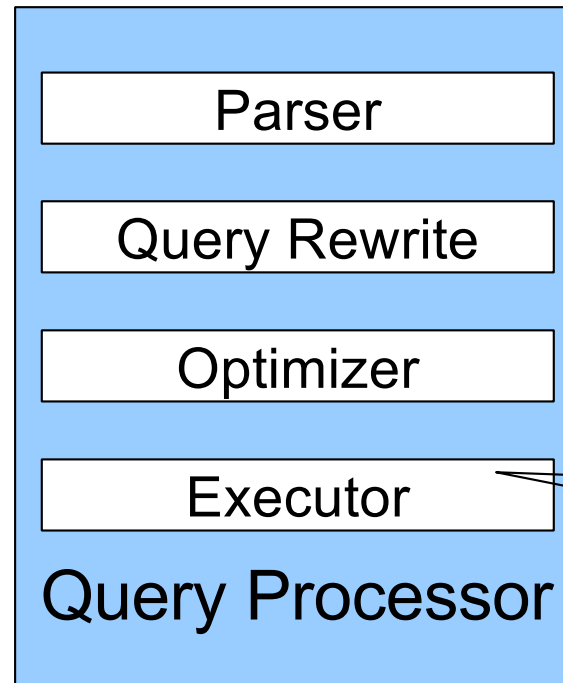 Parser
Query Rewrite
Optimizer
Executor
Query Processor